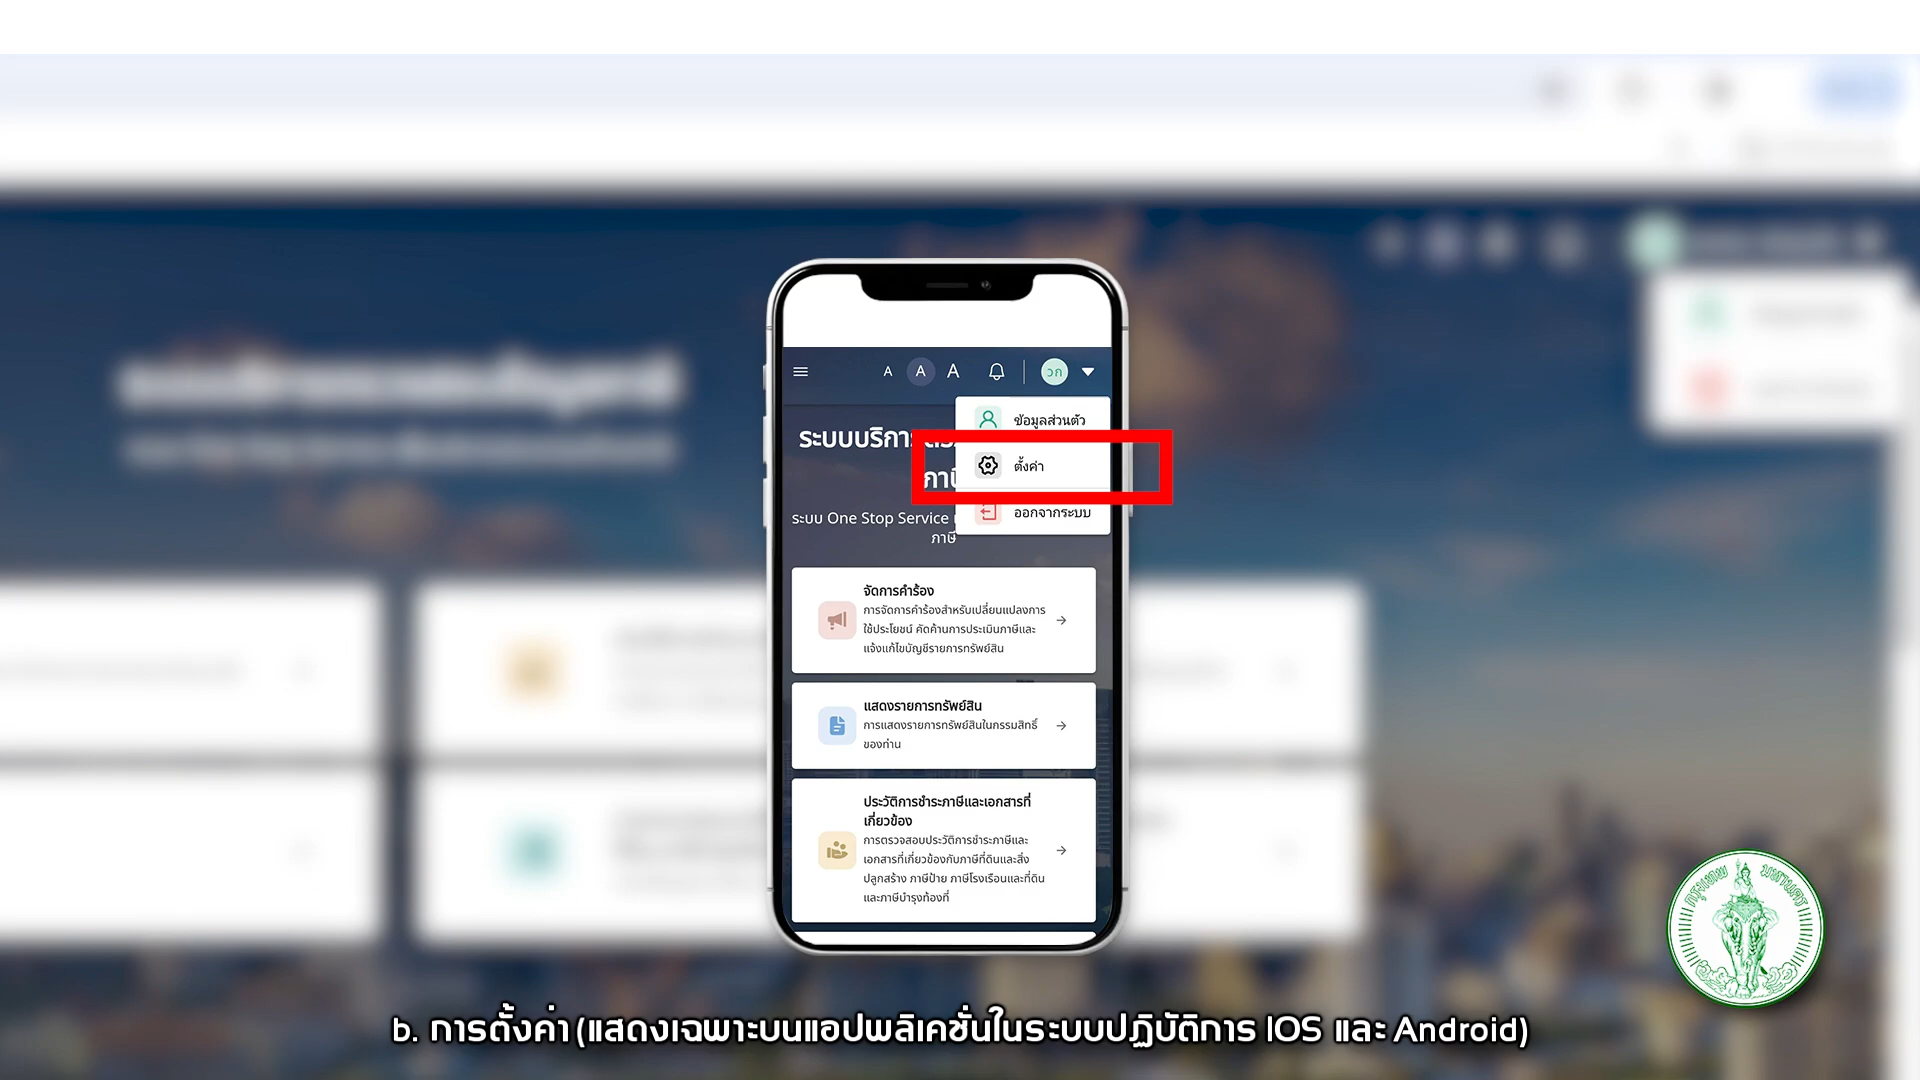 A A A วก
ข้อมูลส่วนตัว
ระบบบริการ
ตั้งค่า
ระบบ One Stop Service
ออกจากระบบ
ภาษี
จัดการคำร้อง
การจัดการคำร้องสำหรับเปลี่ยนแปลงการ
ใช้ประโยชน์ คัดค้านการประเมินภาษีและ
แจ้งแก้ไขบัญชีรายการทรัพย์สิน
แสดงรายการทรัพย์สิน
การแสดงรายการทรัพย์สินในกรรมสิทธิ์
ของท่าน
ประวัติการชำระภาษีและเอกสารที่
เกี่ยวข้อง
การตรวจสอบประวัติการชำระภาษีและ
เอกสารที่เกี่ยวข้องกับภาษีที่ดินและสิ่ง
ปลูกสร้าง ภาษีป้าย ภาษีโรงเรือนและที่ดิน
และภาษีบำรุงท้องที่
กรุงเทพ มหานคร
b. การตั้งค่า (แสดงเฉพาะบนแอปพลิเคชั่นในระบบปฏิบัติการ IOS และ Android)